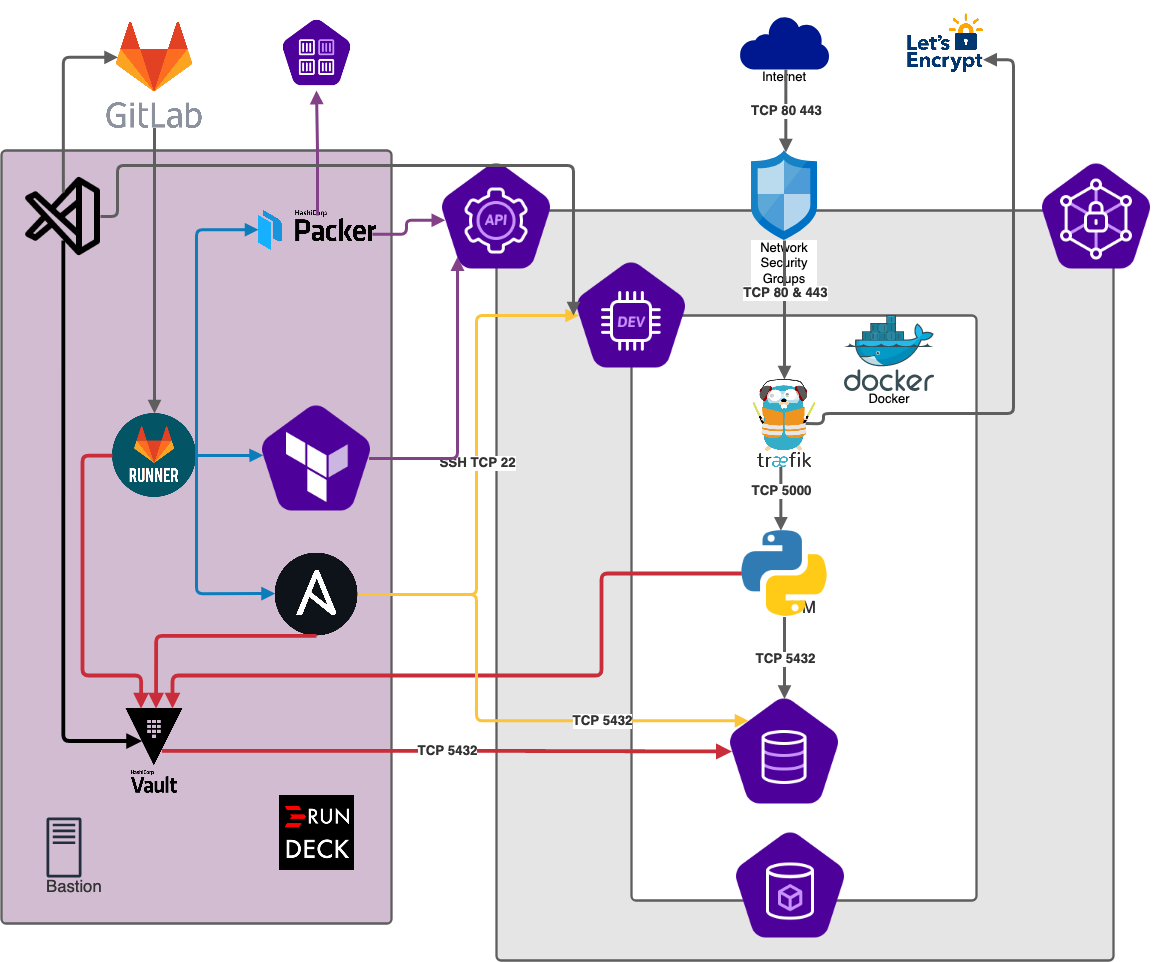 GitLab
Internet
Let's
Encrypt
TCP 80 443
HashiCorp
Packer
API
Network
Security
Groups
TCP 80 & 443
DEV
docker
Docker
RUNNER
SSH TCP 22
træfik
TCP 5000
M
TCP 5432
TCP 5432
TCP 5432
HashiCorp
Vault
RUN
DECK
Bastion